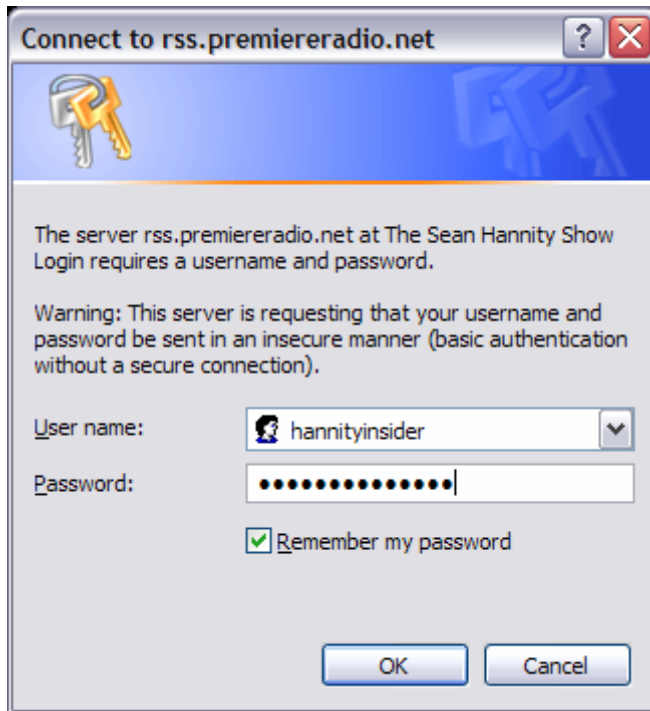 Connect to rss.premiereradio.net
The server rss.premiereradio.net at The Sean Hannity Show
Login requires a username and password.
Warning: This server is requesting that your username and
password be sent in an insecure manner (basic authentication
without a secure connection).
User name:
hannityinsider
Password:
●●●●●●●●●●●●●●
Remember my password
OK
Cancel